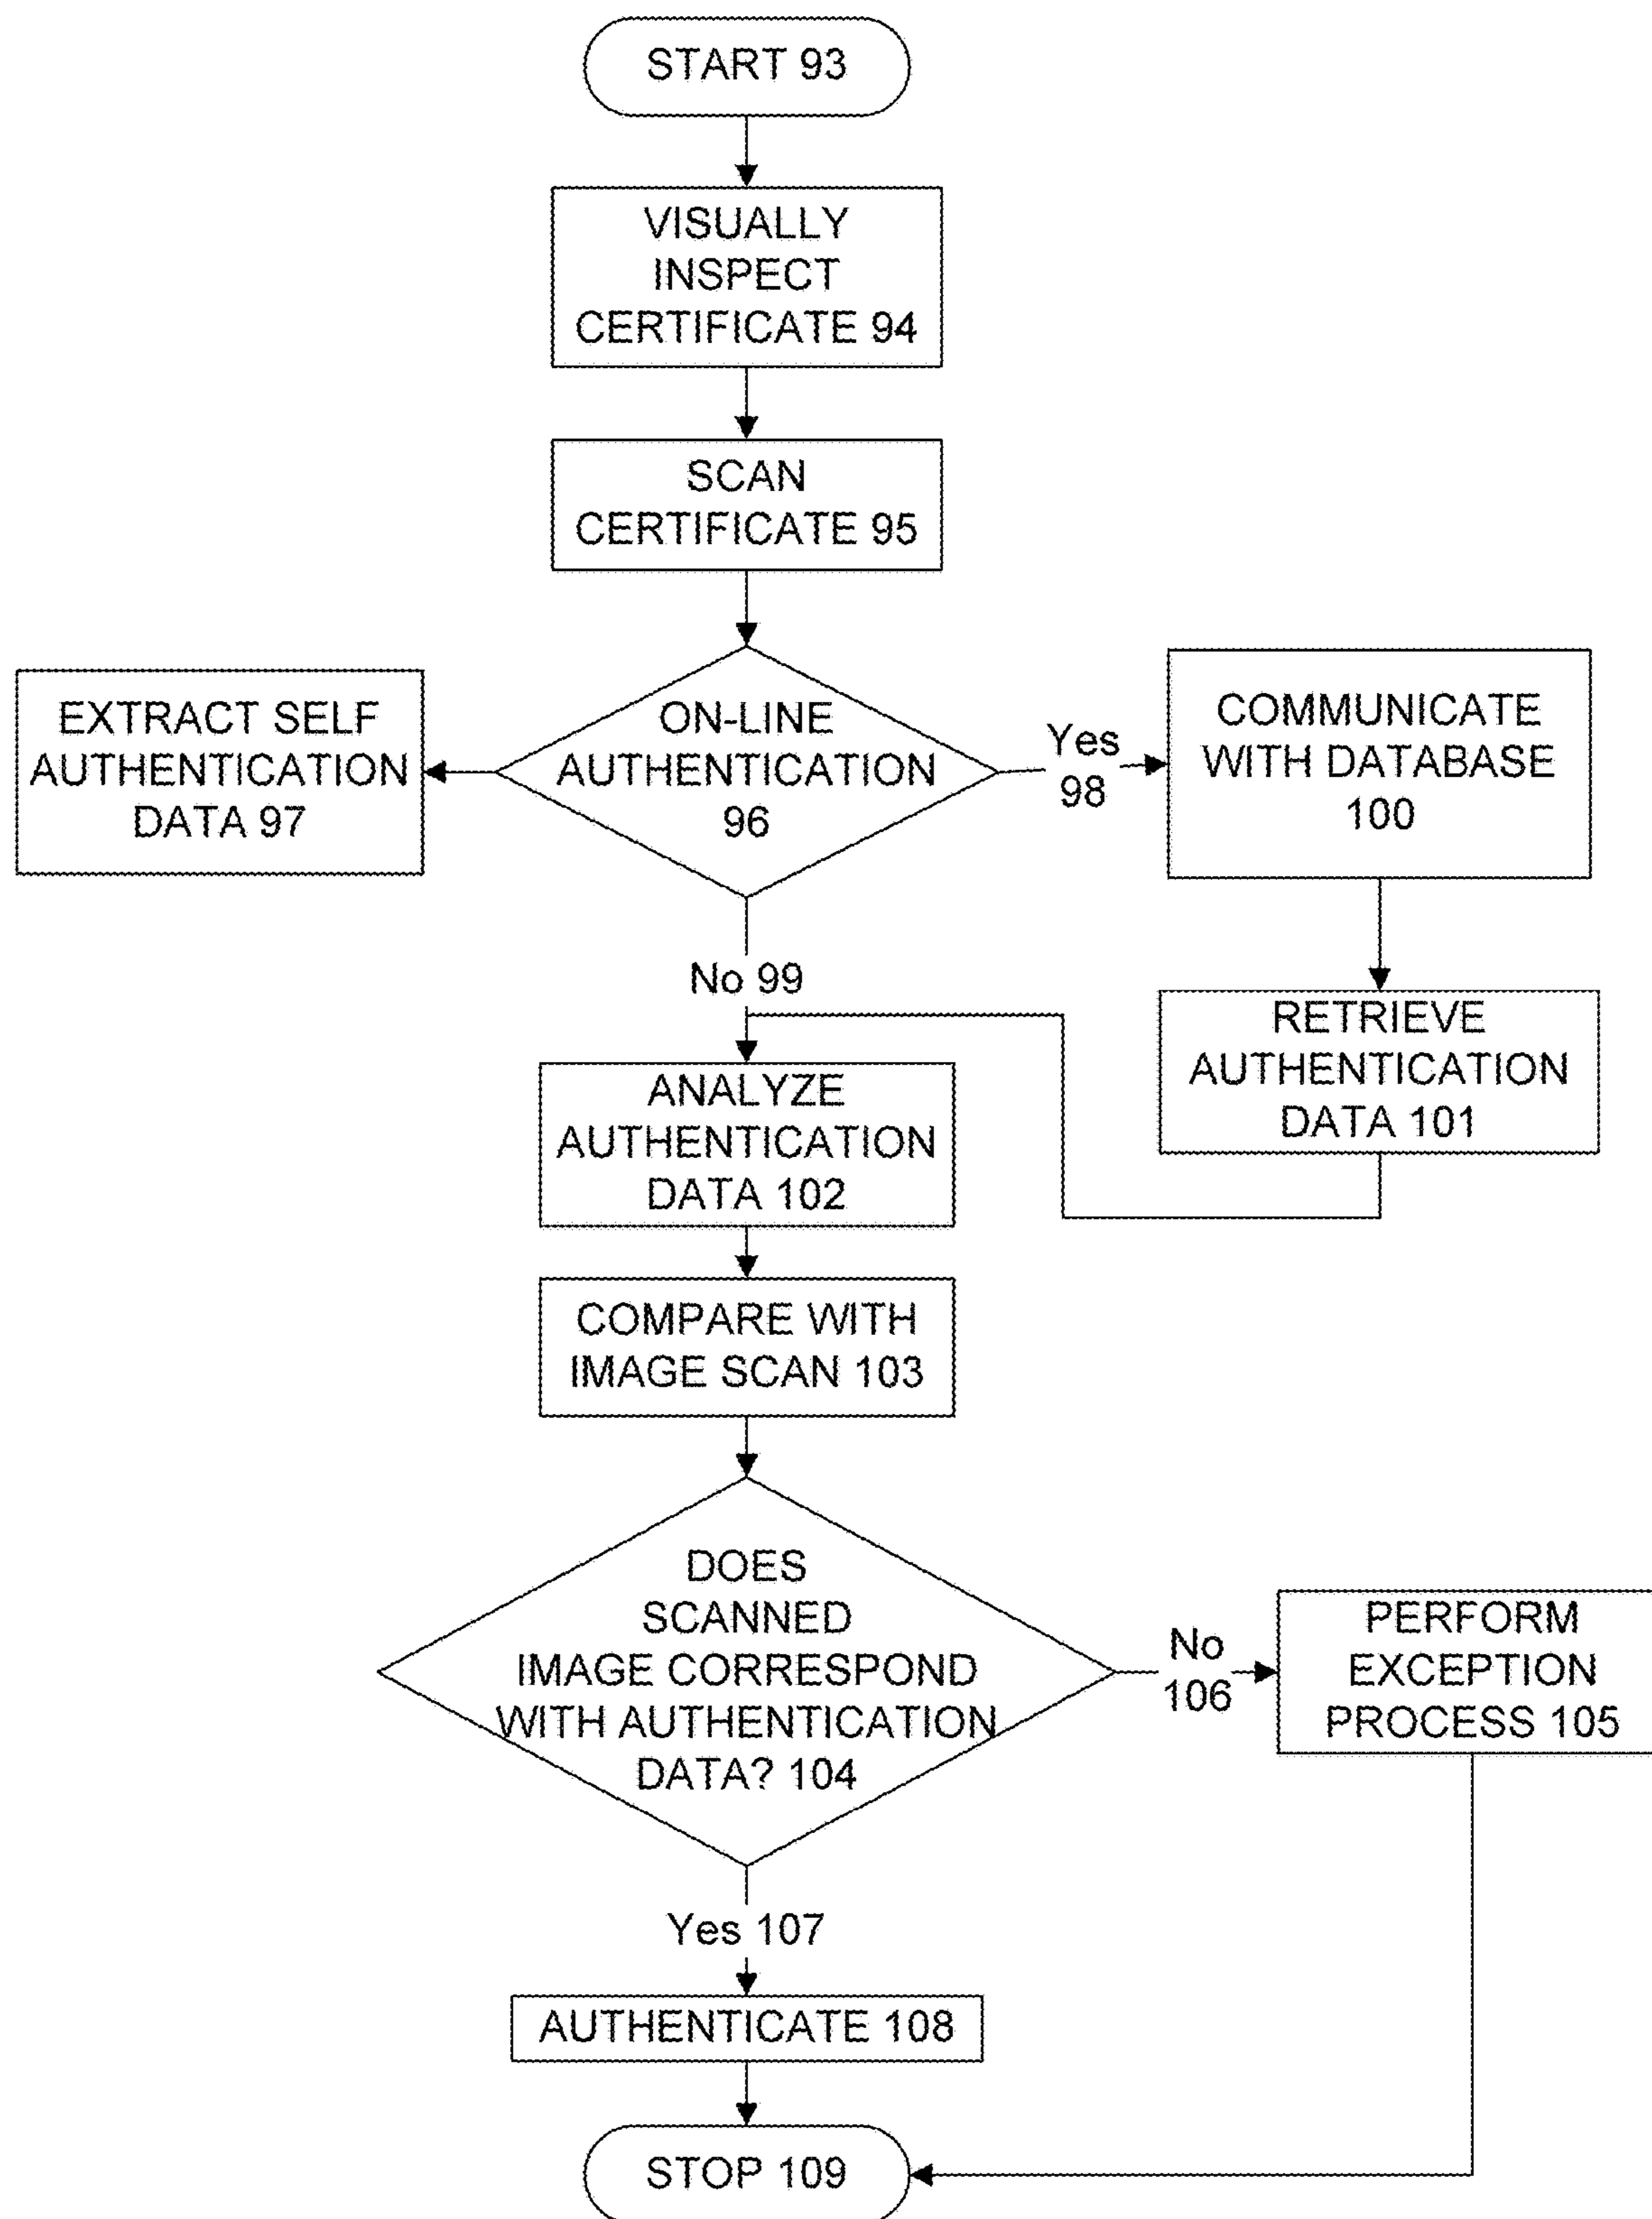 START 93
VISUALLY
INSPECT
CERTIFICATE 94
SCAN
CERTIFICATE 95
EXTRACT SELF
AUTHENTICATION
DATA 97
ON-LINE
AUTHENTICATION
96
Yes
98
COMMUNICATE
WITH DATABASE
100
No 99
RETRIEVE
AUTHENTICATION
DATA 101
ANALYZE
AUTHENTICATION
DATA 102
COMPARE WITH
IMAGE SCAN 103
DOES
SCANNED
IMAGE CORRESPOND
WITH AUTHENTICATION
DATA? 104
No
106
PERFORM
EXCEPTION
PROCESS 105
Yes 107
AUTHENTICATE 108
STOP 109